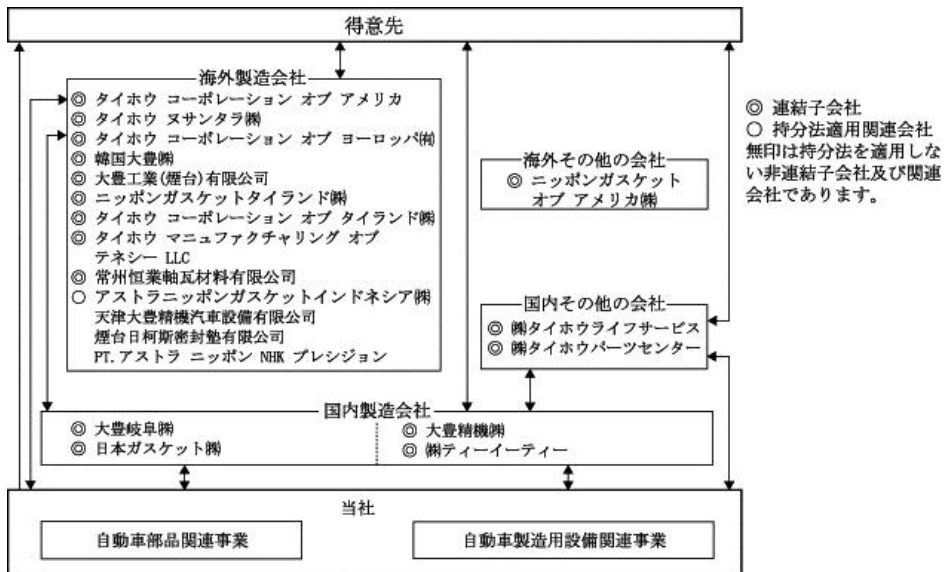 得意先
海外製造会社
◎ タイホウ コーポレーション オブ アメリカ
◎ タイホウ ヌサンタラ㈱
◎ タイホウ コーポレーション オブ ヨーロッパ㈲
◎ 韓国大豊㈱
◎ 大豊工業(煙台)有限公司
◎ ニッポンガスケットタイランド㈱
◎ タイホウ コーポレーション オブ タイランド㈱
◎ タイホウ マニュファクチャリング オブ
テネシー LLC
◎ 常州恒業軸瓦材料有限公司
○ アストラニッポンガスケットインドネシア㈱
天津大豊精機汽車設備有限公司
煙台日柯斯密封塾有限公司
PT.アストラ ニッポン NHK プレシジョン
海外その他の会社
◎ ニッポンガスケット
オブ アメリカ㈱
国内その他の会社
◎ ㈱タイホウライフサービス
◎ ㈱タイホウパーツセンター
◎ 連結子会社
○ 持分法適用関連会社
無印は持分法を適用しな
い非連結子会社及び関連
会社であります。
国内製造会社
◎ 大豊岐阜㈱
◎ 日本ガスケット㈱
◎ 大豊精機㈱
◎ ㈱ティーイーティー
当社
自動車部品関連事業
自動車製造用設備関連事業